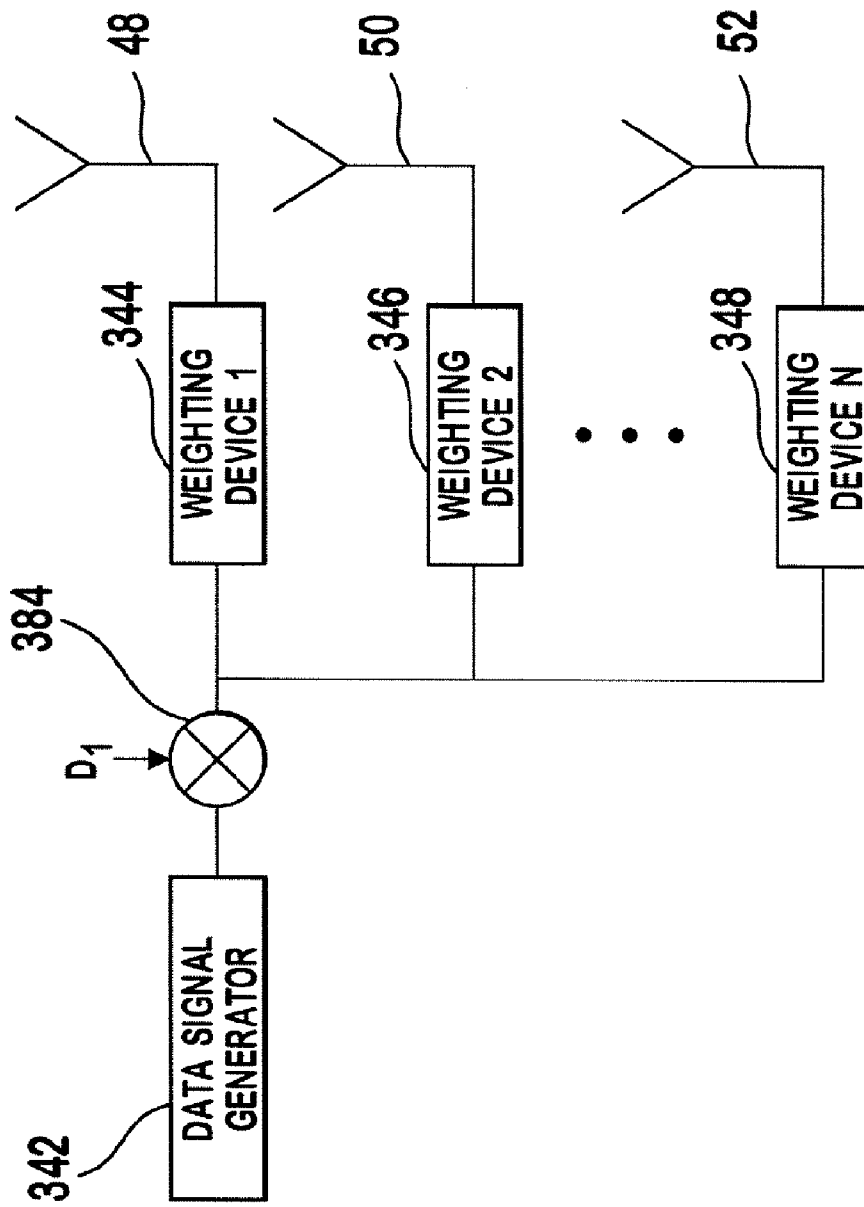 342
DATA SIGNAL
GENERATOR
D1
384
344
WEIGHTING
DEVICE 1
48
346
WEIGHTING
DEVICE 2
50
348
WEIGHTING
DEVICE N
52